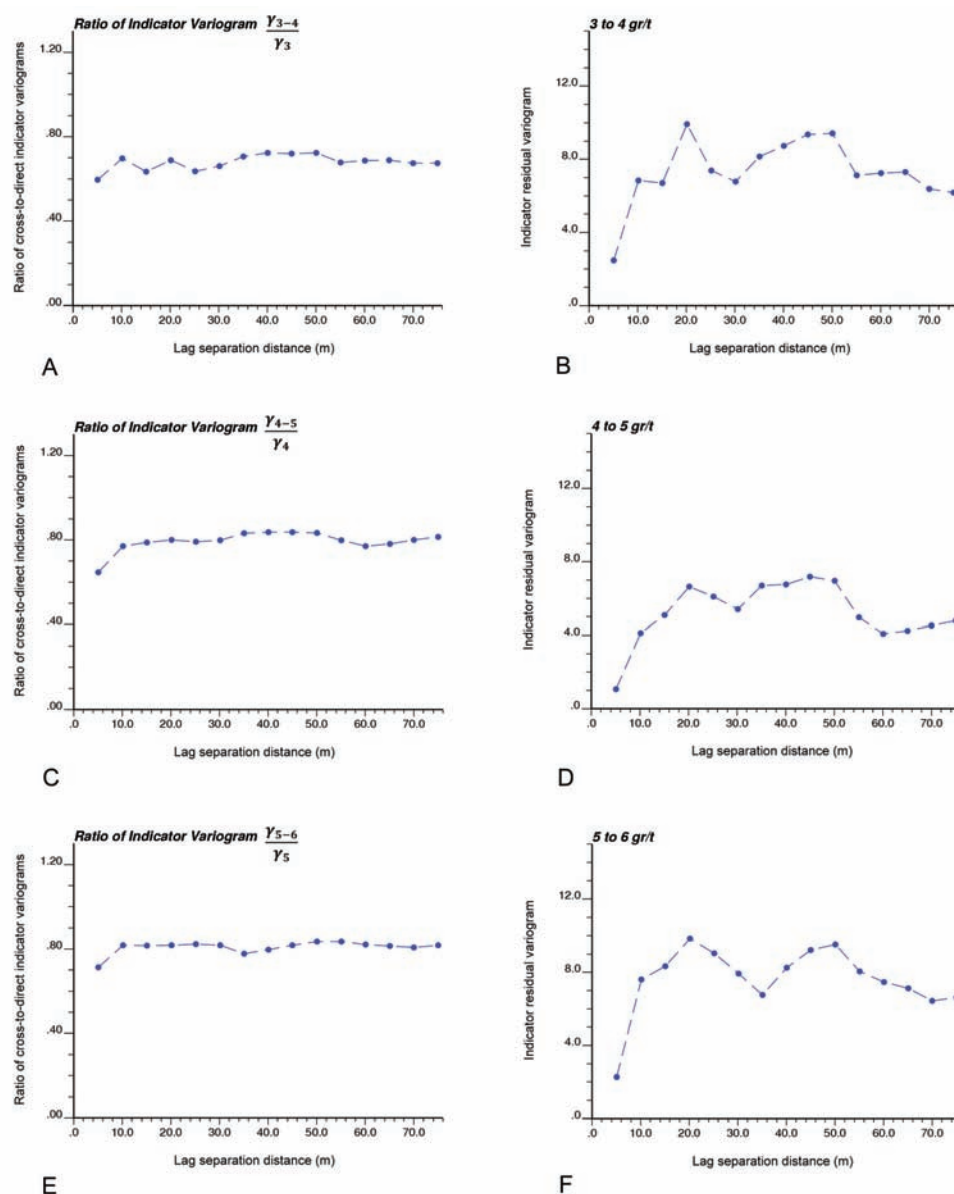 Ratio of Indicator Variogram γ3−4 / γ3
1.20
.80
.40
.00
Ratio of cross-to-direct indicator variograms
.0 10.0 20.0 30.0 40.0 50.0 60.0 70.0
Lag separation distance (m)
A
3 to 4 gr/t
12.0
8.0
4.0
.0
Indicator residual variogram
.0 10.0 20.0 30.0 40.0 50.0 60.0 70.0
Lag separation distance (m)
B
Ratio of Indicator Variogram γ4−5 / γ4
1.20
.80
.40
.00
Ratio of cross-to-direct indicator variograms
.0 10.0 20.0 30.0 40.0 50.0 60.0 70.0
Lag separation distance (m)
C
4 to 5 gr/t
12.0
8.0
4.0
.0
Indicator residual variogram
.0 10.0 20.0 30.0 40.0 50.0 60.0 70.0
Lag separation distance (m)
D
Ratio of Indicator Variogram γ5−6 / γ5
1.20
.80
.40
.00
Ratio of cross-to-direct indicator variograms
.0 10.0 20.0 30.0 40.0 50.0 60.0 70.0
Lag separation distance (m)
E
5 to 6 gr/t
12.0
8.0
4.0
.0
Indicator residual variogram
.0 10.0 20.0 30.0 40.0 50.0 60.0 70.0
Lag separation distance (m)
F